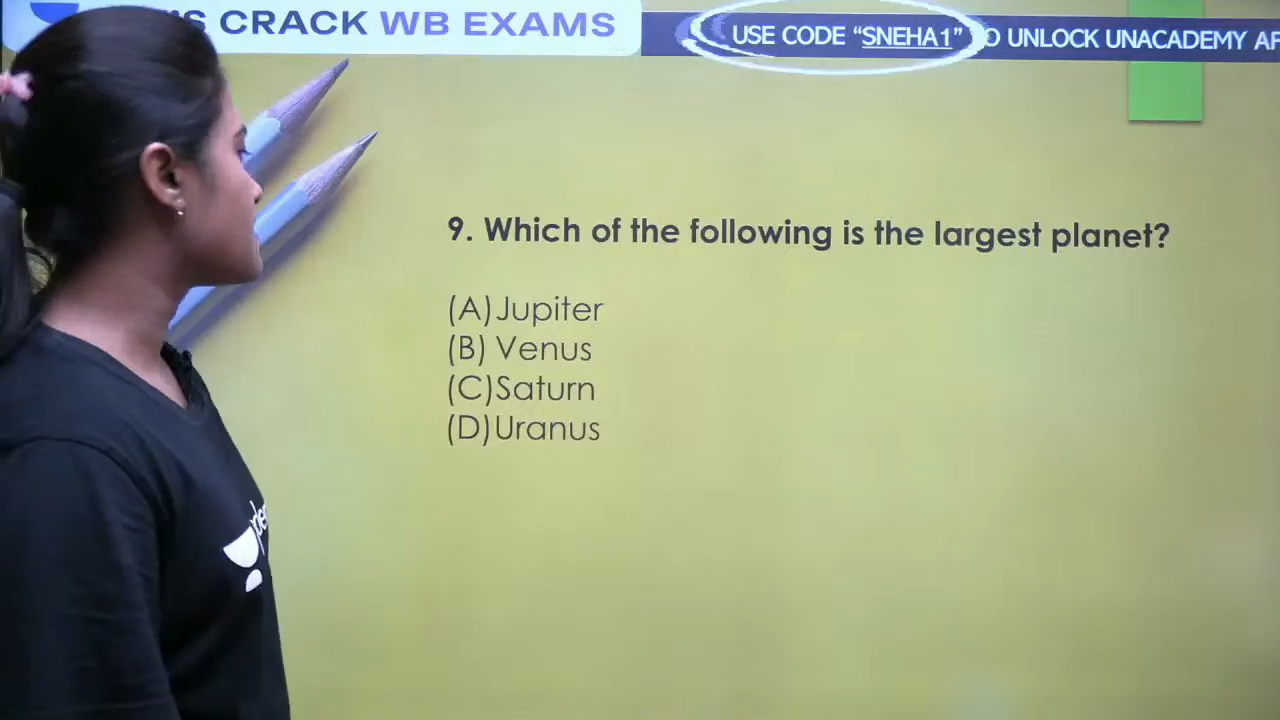 'S CRACK WB EXAMS
USE CODE “SNEHA1” TO UNLOCK UNACADEMY
9. Which of the following is the largest planet?
(A) Jupiter
(B) Venus
(C) Saturn
(D) Uranus